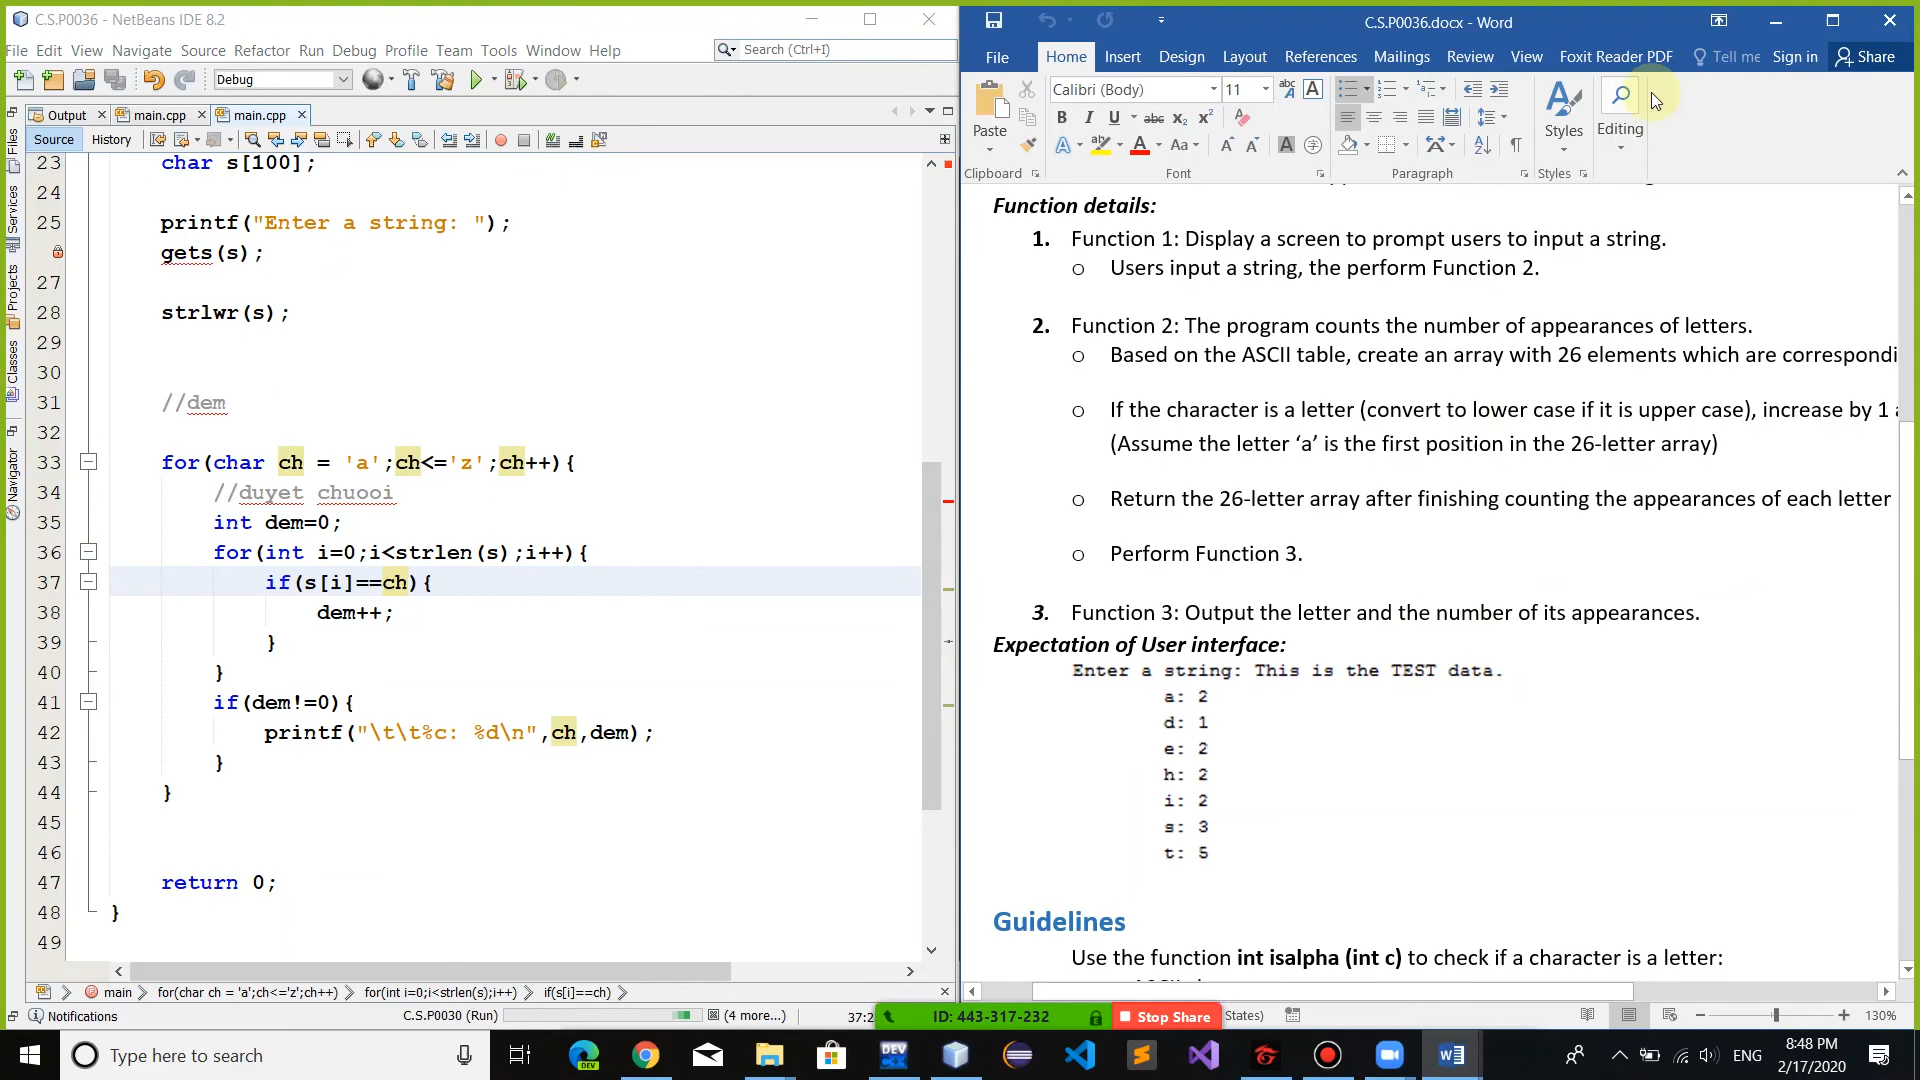 C.S.P0036 - NetBeans IDE 8.2
File Edit View Navigate Source Refactor Run Debug Profile Team Tools Window Help
Search (Ctrl+I)
Debug
Output
main.cpp
main.cpp
Source
History
Files
Services
Projects
Classes
Navigator
23 char s[100];
24
25 printf("Enter a string: ");
gets(s);
27
28 strlwr(s);
29
30
31 //dem
32
33 for(char ch = 'a';ch<='z';ch++){
34 //duyet chuooi
35 int dem=0;
36 for(int i=0;i<strlen(s);i++){
37 if(s[i]==ch){
38 dem++;
39 }
40 }
41 if(dem!=0){
42 printf("\t\t%c: %d\n",ch,dem);
43 }
44 }
45
46
47 return 0;
48 }
49
main
for(char ch = 'a';ch<='z';ch++)
for(int i=0;i<strlen(s);i++)
if(s[i]==ch)
Notifications
C.S.P0030 (Run)
(4 more...)
37:2
C.S.P0036.docx - Word
File Home Insert Design Layout References Mailings Review View Foxit Reader PDF Tell me Sign in Share
Paste
Calibri (Body)
11
Styles
Editing
Clipboard
Font
Paragraph
Styles
Function details:
1. Function 1: Display a screen to prompt users to input a string.
o Users input a string, the perform Function 2.
2. Function 2: The program counts the number of appearances of letters.
o Based on the ASCII table, create an array with 26 elements which are correspondi
o If the character is a letter (convert to lower case if it is upper case), increase by 1
(Assume the letter ‘a’ is the first position in the 26-letter array)
o Return the 26-letter array after finishing counting the appearances of each letter
o Perform Function 3.
3. Function 3: Output the letter and the number of its appearances.
Expectation of User interface:
Enter a string: This is the TEST data.
a: 2
d: 1
e: 2
h: 2
i: 2
s: 3
t: 5
Guidelines
Use the function int isalpha (int c) to check if a character is a letter:
ID: 443-317-232
Stop Share
States)
130%
Type here to search
DEV
DEV
ENG
8:48 PM
2/17/2020